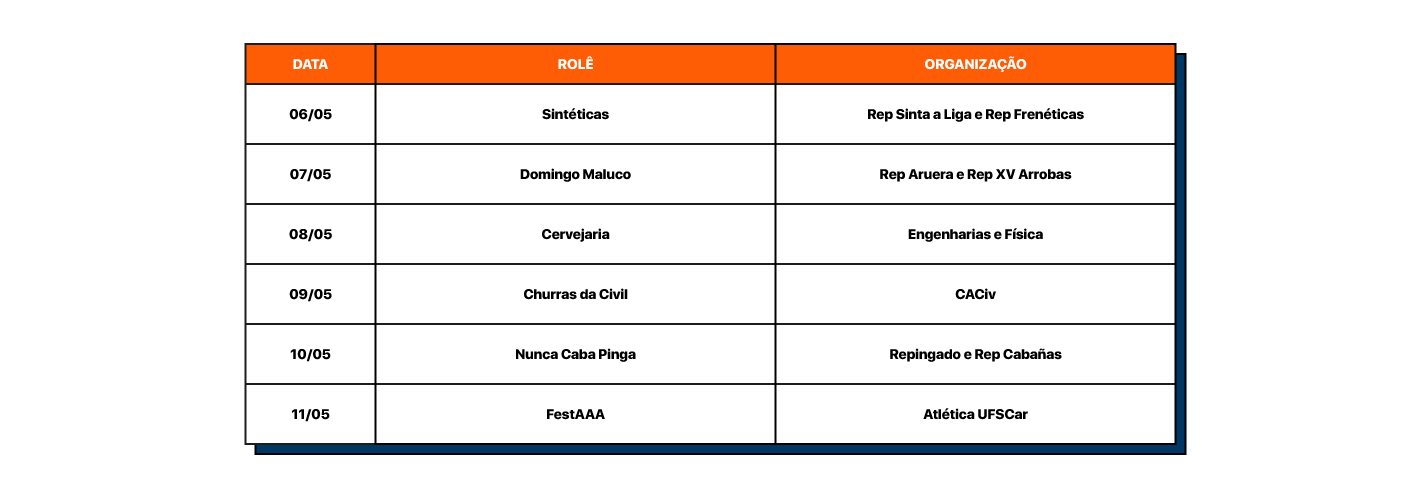 DATA ROLÊ ORGANIZAÇÃO
06/05 Sintéticas Rep Sinta a Liga e Rep Frenéticas
07/05 Domingo Maluco Rep Aruera e Rep XV Arrobas
08/05 Cervejaria Engenharias e Física
09/05 Churras da Civil CACiv
10/05 Nunca Caba Pinga Repingado e Rep Cabañas
11/05 FestAAA Atlética UFSCar